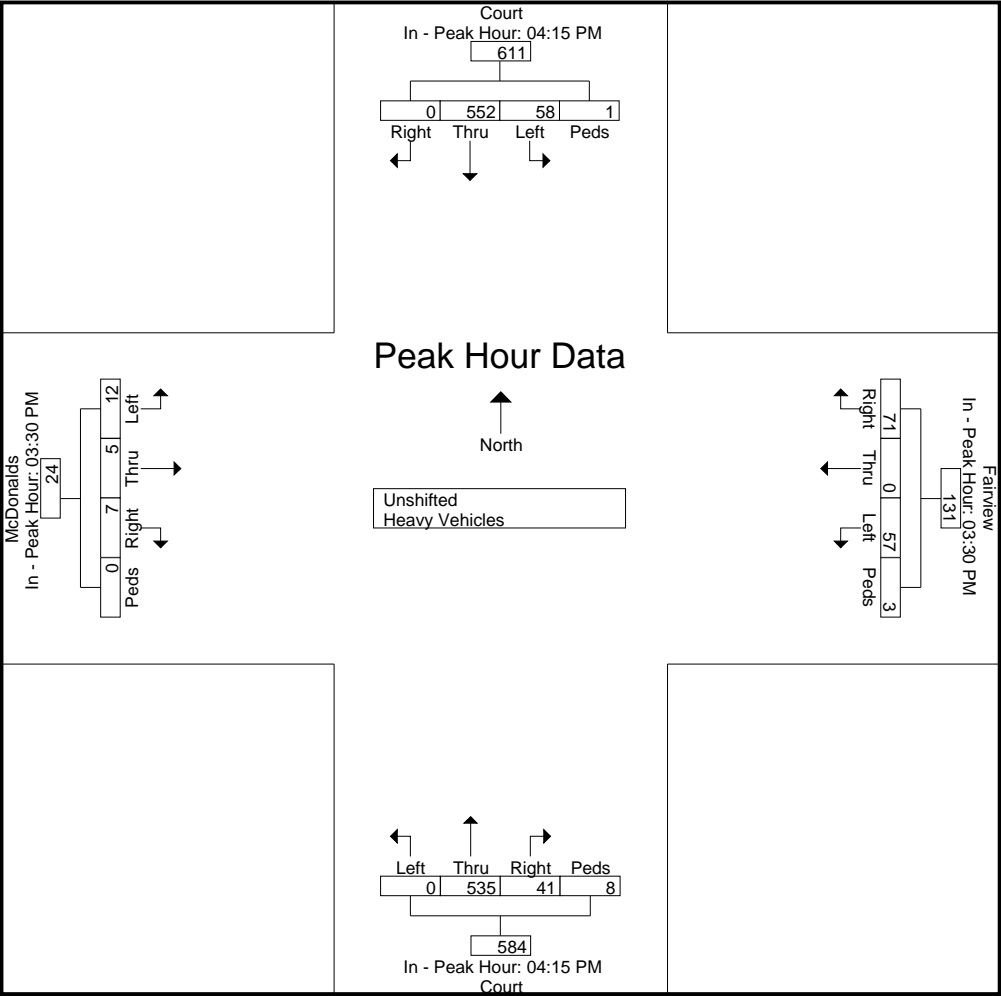 Court
In - Peak Hour: 04:15 PM
611
0 552 58 1
Right Thru Left Peds
Peak Hour Data
North
Unshifted
Heavy Vehicles
McDonalds
In - Peak Hour: 03:30 PM
24
12 5 7 0
Left Thru Right Peds
Fairview
In - Peak Hour: 03:30 PM
131
71 0 57 3
Right Thru Left Peds
Left Thru Right Peds
0 535 41 8
584
In - Peak Hour: 04:15 PM
Court